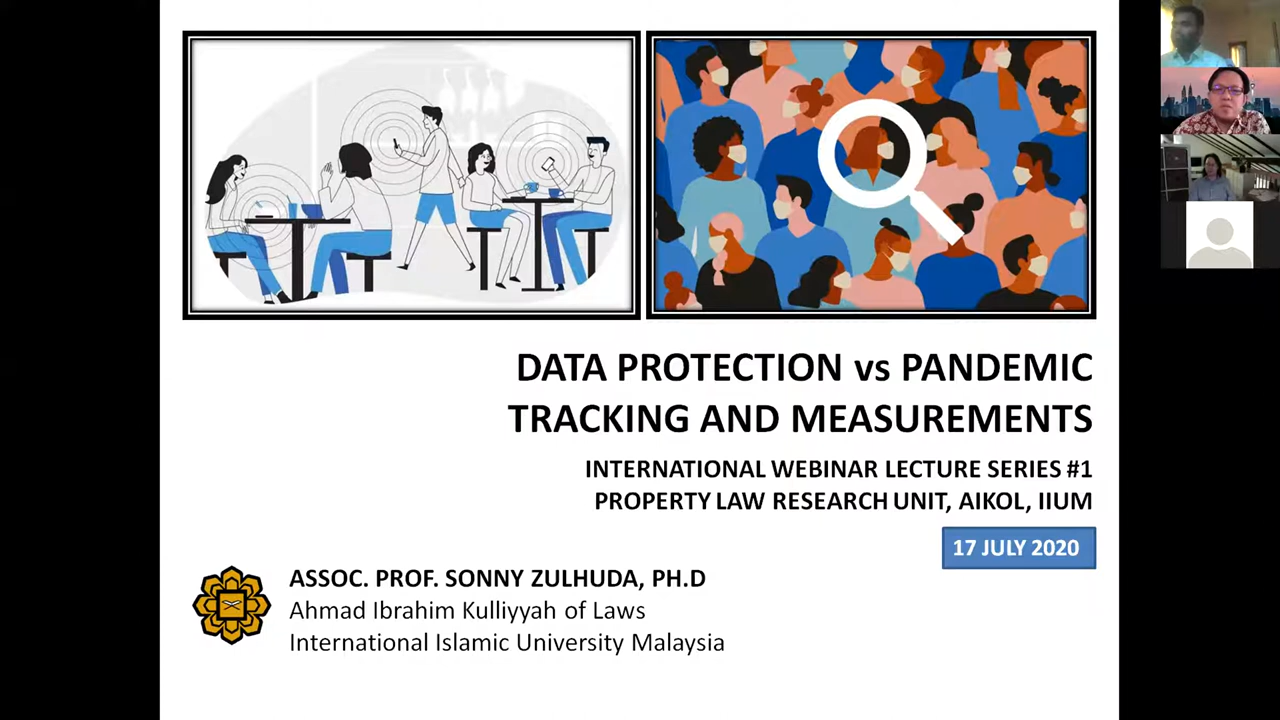 DATA PROTECTION vs PANDEMIC
TRACKING AND MEASUREMENTS
INTERNATIONAL WEBINAR LECTURE SERIES #1
PROPERTY LAW RESEARCH UNIT, AIKOL, IIUM
17 JULY 2020
ASSOC. PROF. SONNY ZULHUDA, PH.D
Ahmad Ibrahim Kulliyyah of Laws
International Islamic University Malaysia